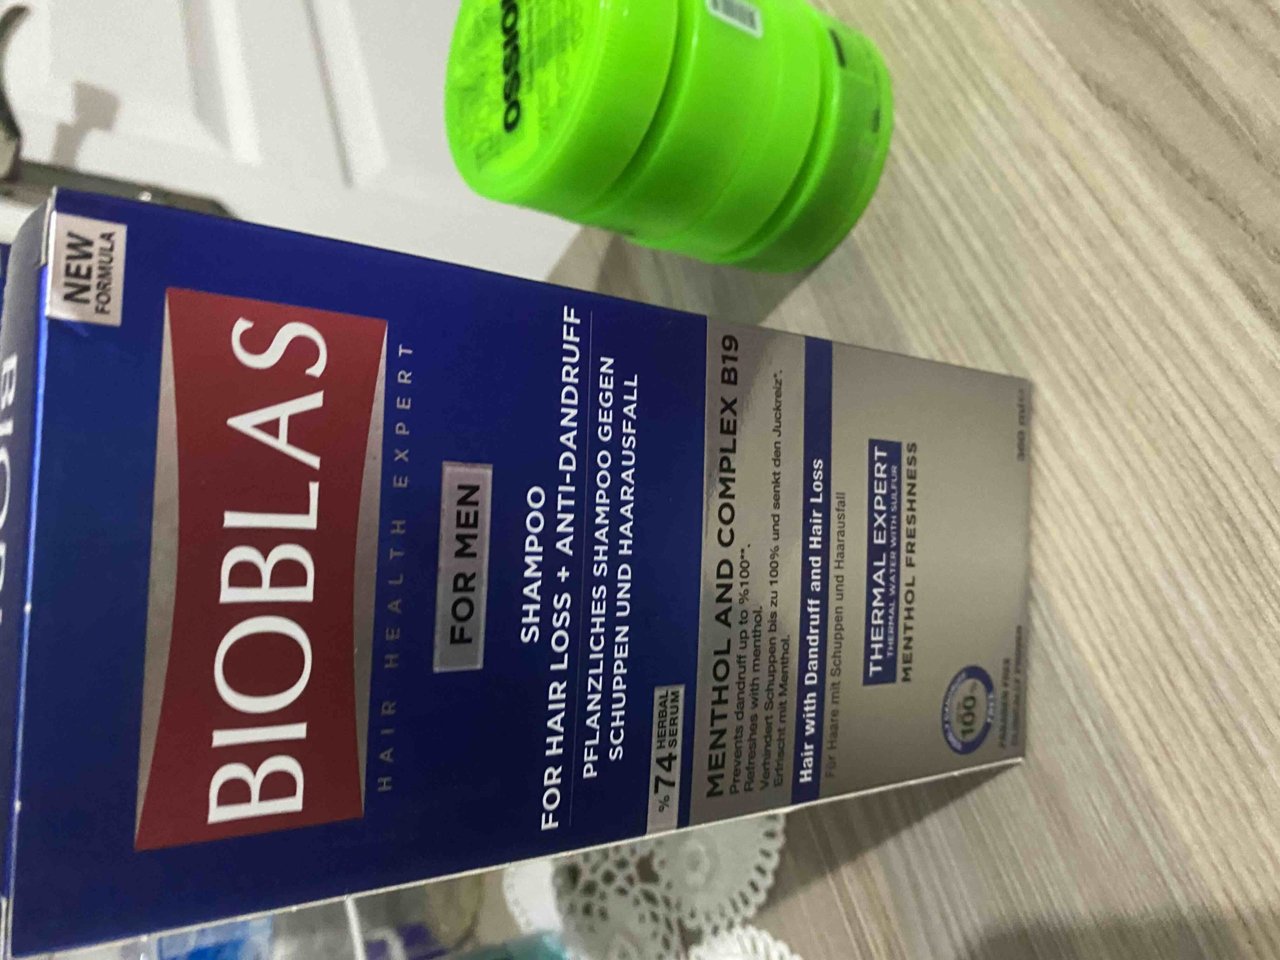 NEW
FORMULA
BIOBLAS
HAIR HEALTH EXPERT
FOR MEN
SHAMPOO
FOR HAIR LOSS + ANTI-DANDRUFF
PFLANZLICHES SHAMPOO GEGEN
SCHUPPEN UND HAARAUSFALL
%74 HERBAL
SERUM
MENTHOL AND COMPLEX B19
Prevents dandruff up to %100**.
Refreshes with menthol.
Verhindert Schuppen bis zu 100% und senkt den Juckreiz*.
Erfrischt mit Menthol.
Hair with Dandruff and Hair Loss
Für Haare mit Schuppen und Haarausfall
THERMAL EXPERT
THERMAL WATER WITH SULFUR
MENTHOL FRESHNESS
100%
360 ml
OSSION